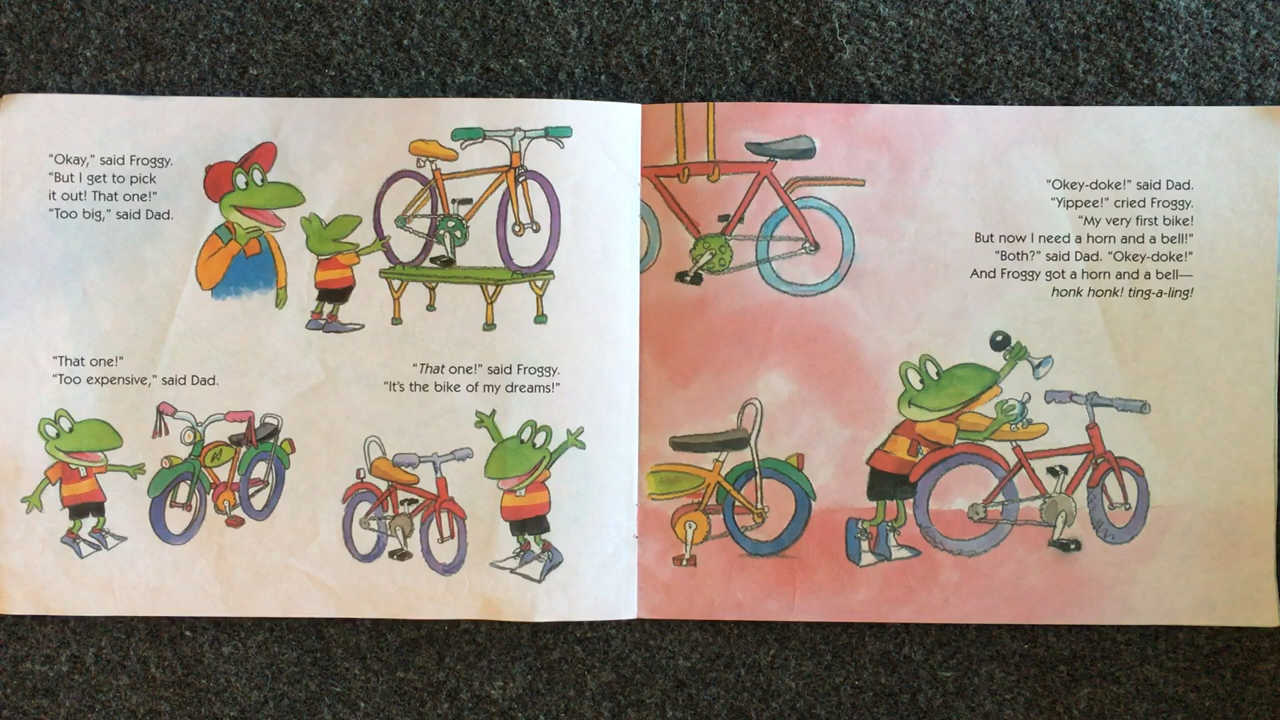 "Okay," said Froggy.
"But I get to pick
it out! That one!"
"Too big," said Dad.
"That one!"
"Too expensive," said Dad.
"That one!" said Froggy.
"It's the bike of my dreams!"
"Okey-doke!" said Dad.
"Yippee!" cried Froggy.
"My very first bike!
But now I need a horn and a bell!"
"Both?" said Dad. "Okey-doke!"
And Froggy got a horn and a bell—
honk honk! ting-a-ling!